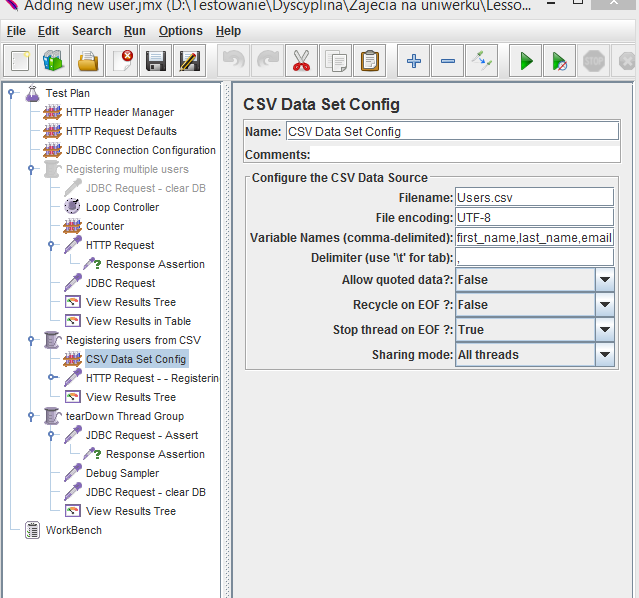 Adding new user.jmx (D:\Testowanie\Dyscyplina\Zajecia na uniwerku\Lesso...
File Edit Search Run Options Help
STOP
Test Plan
HTTP Header Manager
HTTP Request Defaults
JDBC Connection Configuration
Registering multiple users
JDBC Request - clear DB
Loop Controller
Counter
HTTP Request
Response Assertion
JDBC Request
View Results Tree
View Results in Table
Registering users from CSV
CSV Data Set Config
HTTP Request - - Registerin
View Results Tree
tearDown Thread Group
JDBC Request - Assert
Response Assertion
Debug Sampler
JDBC Request - clear DB
View Results Tree
WorkBench
CSV Data Set Config
Name: CSV Data Set Config
Comments:
Configure the CSV Data Source
Filename: Users.csv
File encoding: UTF-8
Variable Names (comma-delimited): first_name,last_name,email
Delimiter (use '\t' for tab): ,
Allow quoted data?: False
Recycle on EOF ?: False
Stop thread on EOF ?: True
Sharing mode: All threads